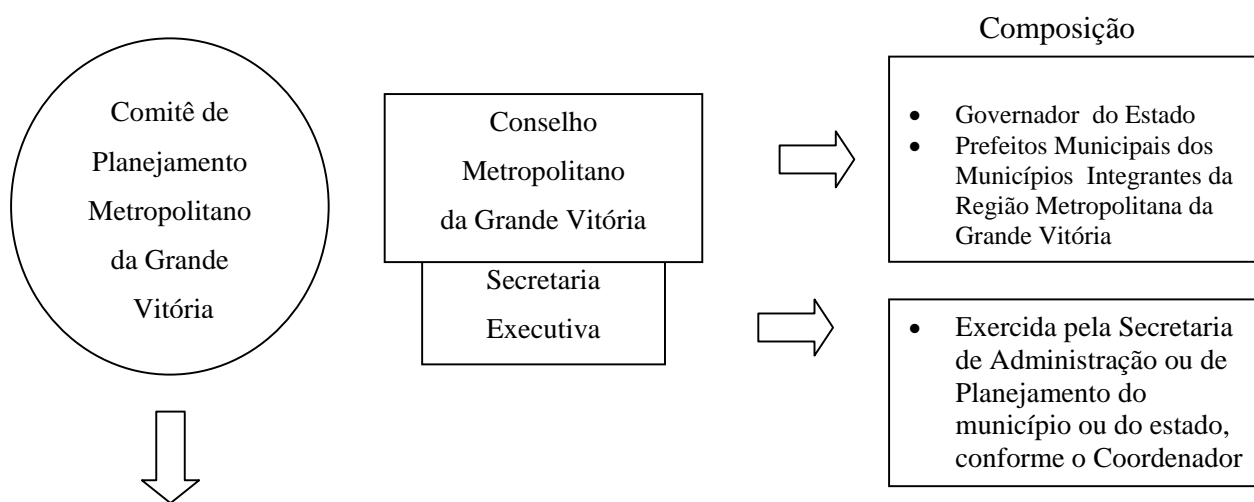 Composição
Comitê de
Planejamento
Metropolitano
da Grande
Vitória
Conselho
Metropolitano
da Grande Vitória
Secretaria
Executiva
• Governador do Estado
• Prefeitos Municipais dos
Municípios Integrantes da
Região Metropolitana da
Grande Vitória
• Exercida pela Secretaria
de Administração ou de
Planejamento do
município ou do estado,
conforme o Coordenador